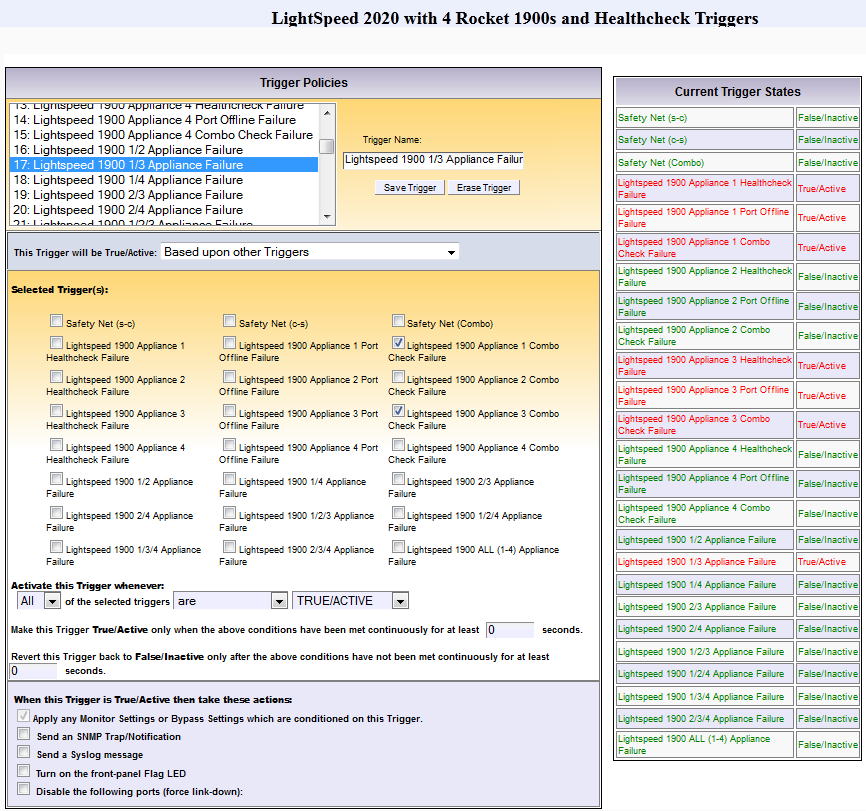 LightSpeed 2020 with 4 Rocket 1900s and Healthcheck Triggers
Trigger Policies
13: Lightspeed 1900 Appliance 4 Healthcheck Failure
14: Lightspeed 1900 Appliance 4 Port Offline Failure
15: Lightspeed 1900 Appliance 4 Combo Check Failure
16: Lightspeed 1900 1/2 Appliance Failure
17: Lightspeed 1900 1/3 Appliance Failure
18: Lightspeed 1900 1/4 Appliance Failure
19: Lightspeed 1900 2/3 Appliance Failure
20: Lightspeed 1900 2/4 Appliance Failure
21: Lightspeed 1900 1/2/3 Appliance Failure
Trigger Name:
Lightspeed 1900 1/3 Appliance Failur
Save Trigger Erase Trigger
This Trigger will be True/Active: Based upon other Triggers
Selected Trigger(s):
Safety Net (s-c) Safety Net (c-s) Safety Net (Combo)
Lightspeed 1900 Appliance 1 Lightspeed 1900 Appliance 1 Port Lightspeed 1900 Appliance 1 Combo
Healthcheck Failure Offline Failure Check Failure
Lightspeed 1900 Appliance 2 Lightspeed 1900 Appliance 2 Port Lightspeed 1900 Appliance 2 Combo
Healthcheck Failure Offline Failure Check Failure
Lightspeed 1900 Appliance 3 Lightspeed 1900 Appliance 3 Port Lightspeed 1900 Appliance 3 Combo
Healthcheck Failure Offline Failure Check Failure
Lightspeed 1900 Appliance 4 Lightspeed 1900 Appliance 4 Port Lightspeed 1900 Appliance 4 Combo
Healthcheck Failure Offline Failure Check Failure
Lightspeed 1900 1/2 Appliance Lightspeed 1900 1/4 Appliance Lightspeed 1900 2/3 Appliance
Failure Failure Failure
Lightspeed 1900 2/4 Appliance Lightspeed 1900 1/2/3 Appliance Lightspeed 1900 1/2/4 Appliance
Failure Failure Failure
Lightspeed 1900 1/3/4 Appliance Lightspeed 1900 2/3/4 Appliance Lightspeed 1900 ALL (1-4) Appliance
Failure Failure Failure
Activate this Trigger whenever:
All of the selected triggers are TRUE/ACTIVE
Make this Trigger True/Active only when the above conditions have been met continuously for at least 0 seconds.
Revert this Trigger back to False/Inactive only after the above conditions have not been met continuously for at least
0 seconds.
When this Trigger is True/Active then take these actions:
Apply any Monitor Settings or Bypass Settings which are conditioned on this Trigger.
Send an SNMP Trap/Notification
Send a Syslog message
Turn on the front-panel Flag LED
Disable the following ports (force link-down):
Current Trigger States
Safety Net (s-c) False/Inactive
Safety Net (c-s) False/Inactive
Safety Net (Combo) False/Inactive
Lightspeed 1900 Appliance 1 Healthcheck
Failure True/Active
Lightspeed 1900 Appliance 1 Port Offline
Failure True/Active
Lightspeed 1900 Appliance 1 Combo
Check Failure True/Active
Lightspeed 1900 Appliance 2 Healthcheck
Failure False/Inactive
Lightspeed 1900 Appliance 2 Port Offline
Failure False/Inactive
Lightspeed 1900 Appliance 2 Combo
Check Failure False/Inactive
Lightspeed 1900 Appliance 3 Healthcheck
Failure True/Active
Lightspeed 1900 Appliance 3 Port Offline
Failure True/Active
Lightspeed 1900 Appliance 3 Combo
Check Failure True/Active
Lightspeed 1900 Appliance 4 Healthcheck
Failure False/Inactive
Lightspeed 1900 Appliance 4 Port Offline
Failure False/Inactive
Lightspeed 1900 Appliance 4 Combo
Check Failure False/Inactive
Lightspeed 1900 1/2 Appliance Failure False/Inactive
Lightspeed 1900 1/3 Appliance Failure True/Active
Lightspeed 1900 1/4 Appliance Failure False/Inactive
Lightspeed 1900 2/3 Appliance Failure False/Inactive
Lightspeed 1900 2/4 Appliance Failure False/Inactive
Lightspeed 1900 1/2/3 Appliance Failure False/Inactive
Lightspeed 1900 1/2/4 Appliance Failure False/Inactive
Lightspeed 1900 1/3/4 Appliance Failure False/Inactive
Lightspeed 1900 2/3/4 Appliance Failure False/Inactive
Lightspeed 1900 ALL (1-4) Appliance
Failure False/Inactive